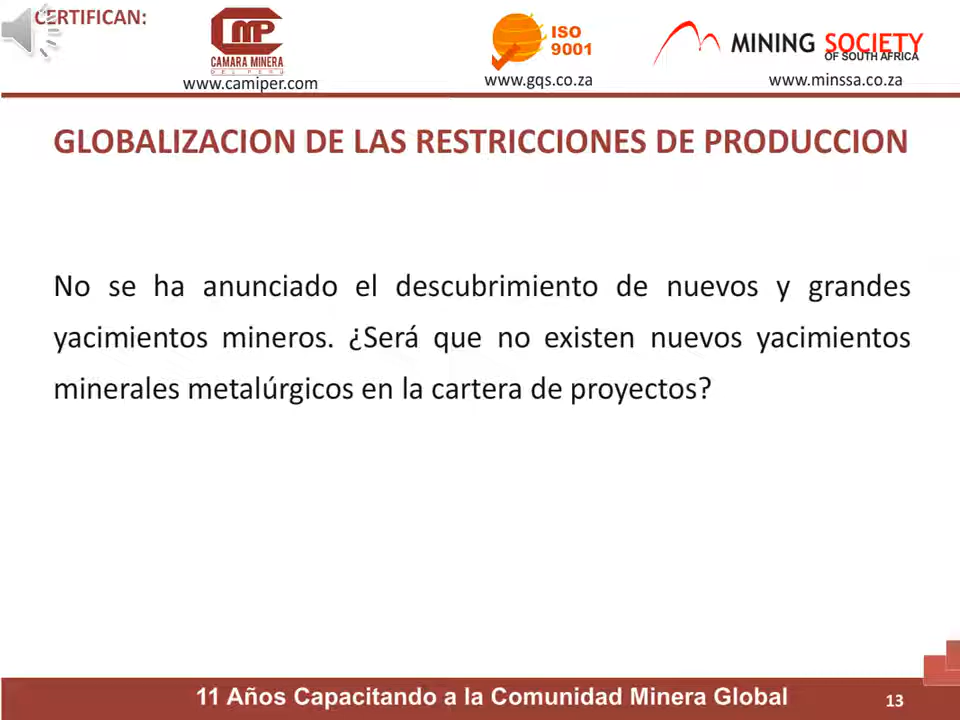 CERTIFICAN:
CMP
CAMARA MINERA
DEL PERU
www.camiper.com
ISO
9001
www.gqs.co.za
MINING SOCIETY
OF SOUTH AFRICA
www.minssa.co.za
GLOBALIZACION DE LAS RESTRICCIONES DE PRODUCCION
No se ha anunciado el descubrimiento de nuevos y grandes
yacimientos mineros. ¿Será que no existen nuevos yacimientos
minerales metalúrgicos en la cartera de proyectos?
11 Años Capacitando a la Comunidad Minera Global
13